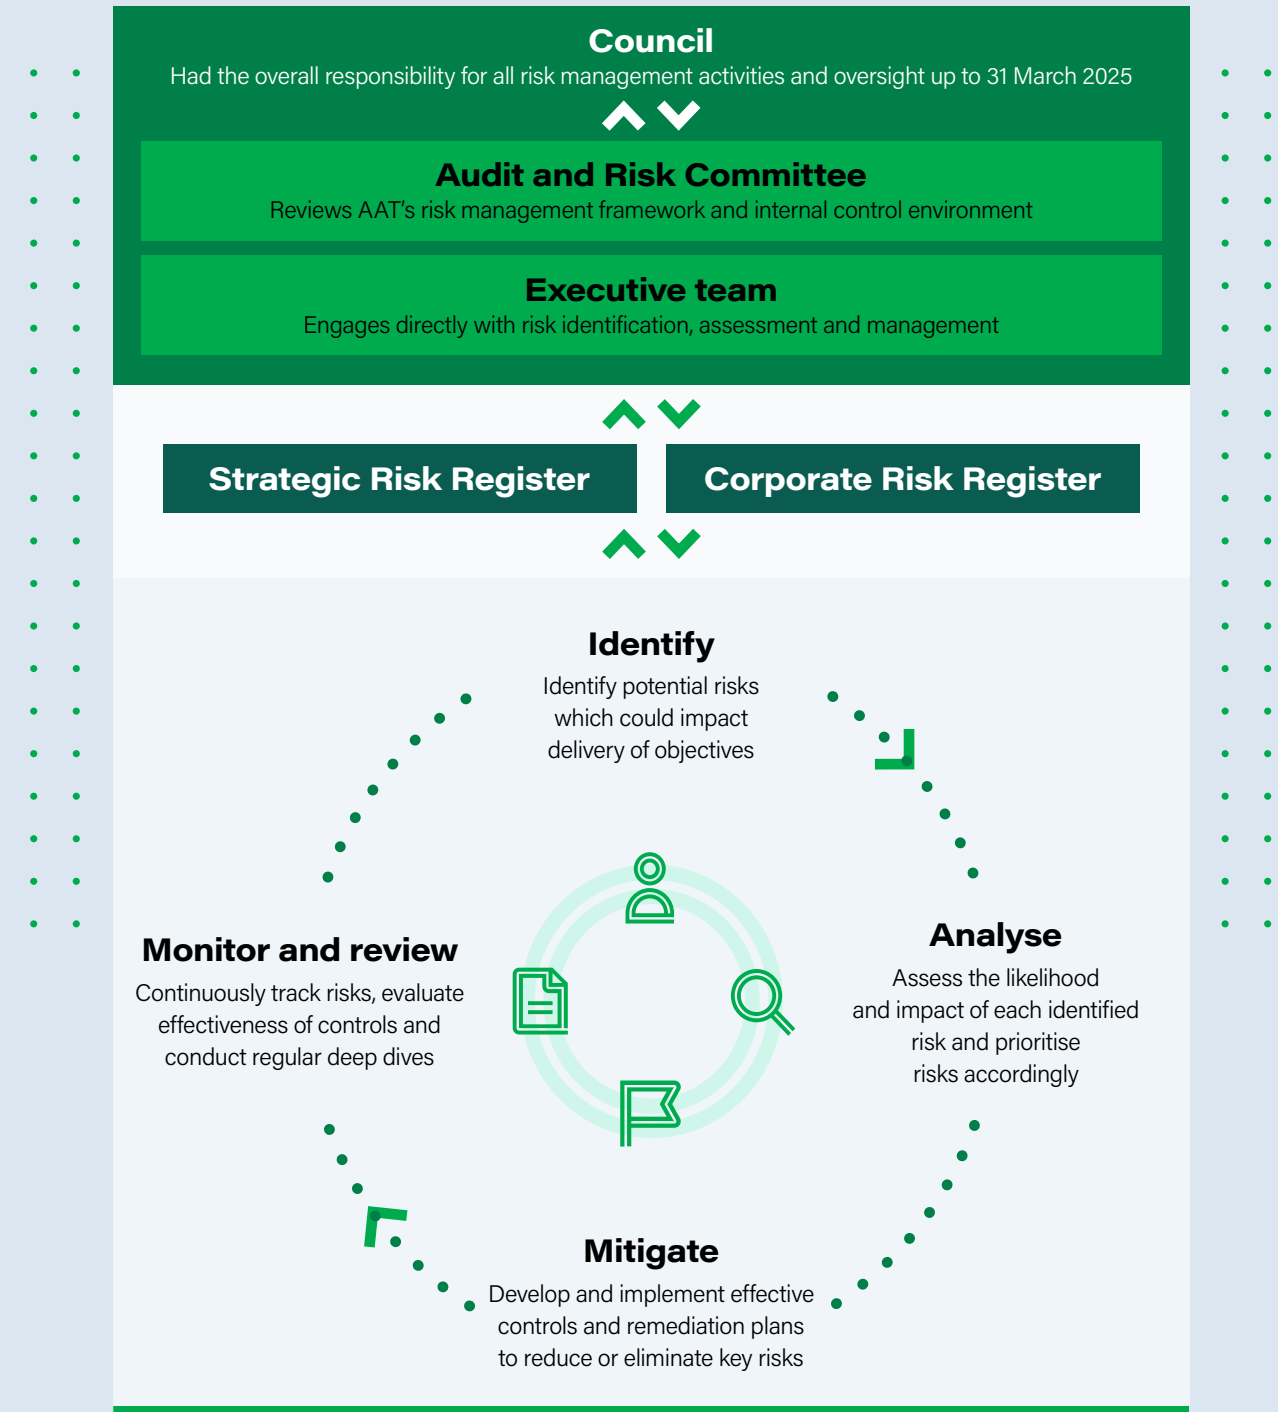 Council
Had the overall responsibility for all risk management activities and oversight up to 31 March 2025
Audit and Risk Committee
Reviews AAT's risk management framework and internal control environment
Executive team
Engages directly with risk identification, assessment and management
Strategic Risk Register
Corporate Risk Register
Identify
Identify potential risks
which could impact
delivery of objectives
Analyse
Assess the likelihood
and impact of each identified
risk and prioritise
risks accordingly
Mitigate
Develop and implement effective
controls and remediation plans
to reduce or eliminate key risks
Monitor and review
Continuously track risks, evaluate
effectiveness of controls and
conduct regular deep dives